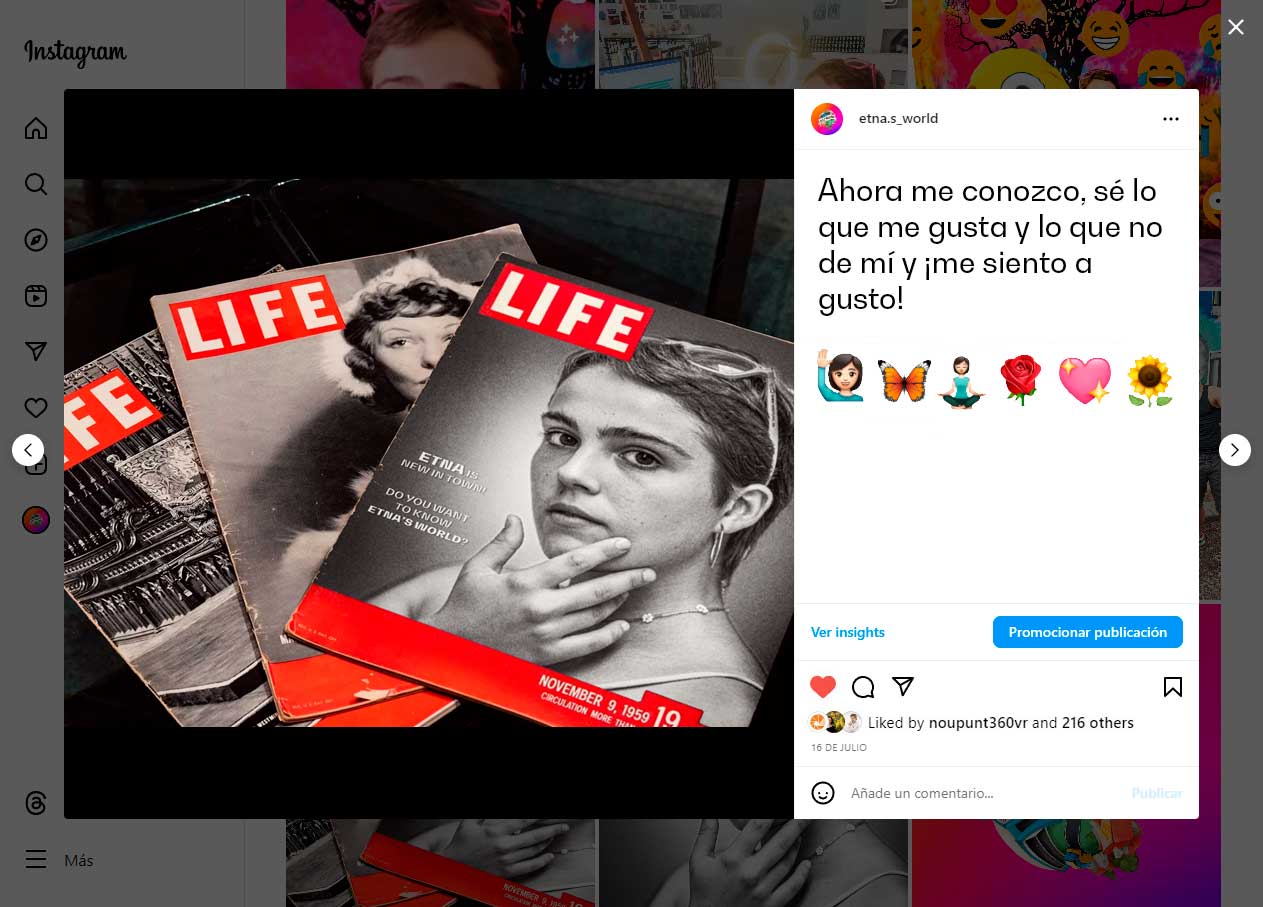 Instagram
etna.s_world
Ahora me conozco, sé lo
que me gusta y lo que no
de mí y ¡me siento a
gusto!
LIFE
LIFE
LIFE
ETNA IS
NEW IN TOWN!
DO YOU WANT
TO KNOW
ETNA'S WORLD?
NOVEMBER 9, 1959
CIRCULATION MORE THAN
19
Ver insights
Promocionar publicación
Liked by noupunt360vr and 216 others
16 DE JULIO
Añade un comentario...
Publicar
Más
NOVEMBER 9, 1959